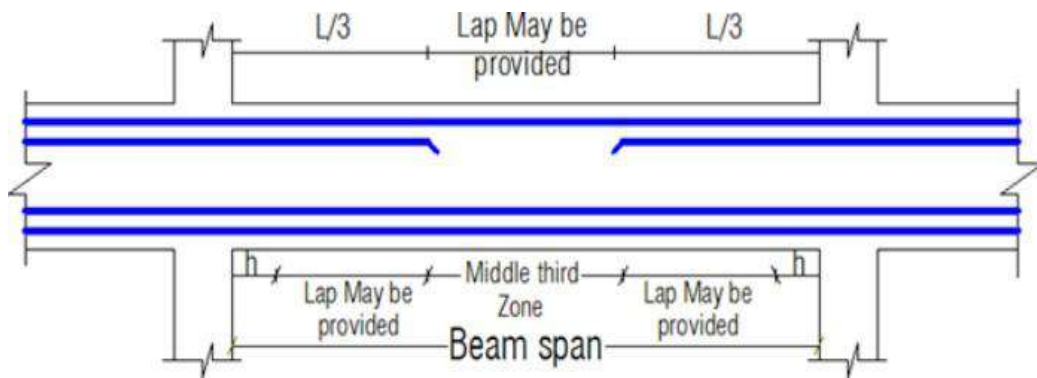 L/3 Lap May be L/3
provided
h Middle third h
Lap May be Zone Lap May be
provided provided
Beam span